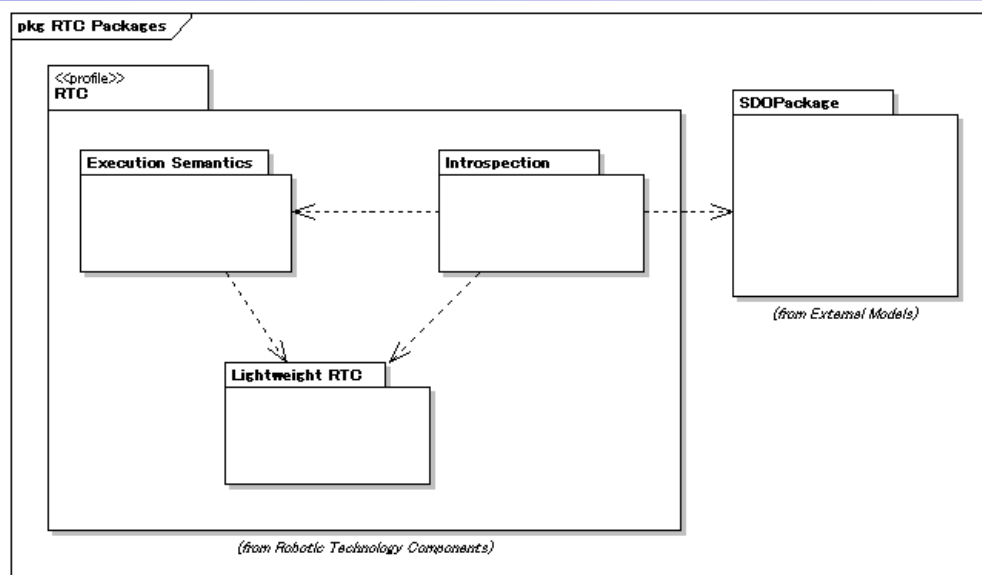 pkg RTC Packages
<<profile>>
RTC
SDOPackage
Execution Semantics
Introspection
(from External Models)
Lightweight RTC
(from Robotic Technology Components)